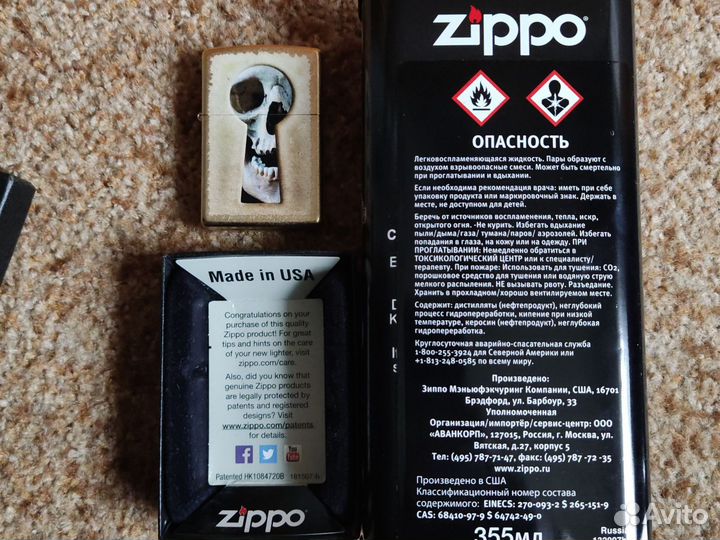 zippo
ОПАСНОСТЬ
Легковоспламеняющаяся жидкость. Пары образуют с
воздухом взрывоопасные смеси. Может быть смертельно
при проглатывании и вдыхании.
Если необходима рекомендация врача: иметь при себе
упаковку продукта или маркировочный знак. Держать в
месте, не доступном для детей.
Беречь от источников воспламенения, тепла, искр,
открытого огня. -Не курить. Избегать вдыхание
пыли/дыма/газа/ тумана/паров/ аэрозолей. Избегать
попадания в глаза, на кожу или на одежду. ПРИ
ПРОГЛАТЫВАНИИ: Немедленно обратиться в
ТОКСИКОЛОГИЧЕСКИЙ ЦЕНТР или к специалисту/
терапевту. При пожаре: Использовать для тушения: CO2,
порошковое средство для тушения или водяную струю
мелкого распыления. НЕ вызывать рвоту. Разъедание.
Хранить в прохладном/хорошо вентилируемом месте.
Содержит: дистилляты (нефтепродукт), неглубокий
процесс гидропереработки, кипение при низкой
температуре, керосин (нефтепродукт), неглубокая
гидропереработка.
Круглосуточная аварийно-спасательная служба
1-800-255-3924 для Северной Америки или
+1-813-248-0585 по всему миру.
Произведено:
Зиппо Мэньюфэкчуринг Компании, США, 16701
Брэдфорд, ул. Барбоур, 33
Уполномоченная
Организация/импортёр/сервис-центр: ООО
«АВАНКОРП», 127015, Россия, г. Москва, ул.
Вятская, д.27, корпус 5
Тел: (495) 787-71-47, факс: (495) 787 -72 -35
www.zippo.ru
Произведено в США
Классификационный номер состава
содержимого: EINECS: 270-093-2 $ 265-151-9
CAS: 68410-97-9 $ 64742-49-0
355мл
Russia
Made in USA
Congratulations on your
purchase of this quality
Zippo product! For great
tips and hints on the care
of your new lighter, visit
zippo.com/care.
Also, did you know that
genuine Zippo products
are legally protected by
patents and registered
designs? Visit
www.zippo.com/patents
for details.
You
Tube
Patented HK1084720B
zippo
Avito